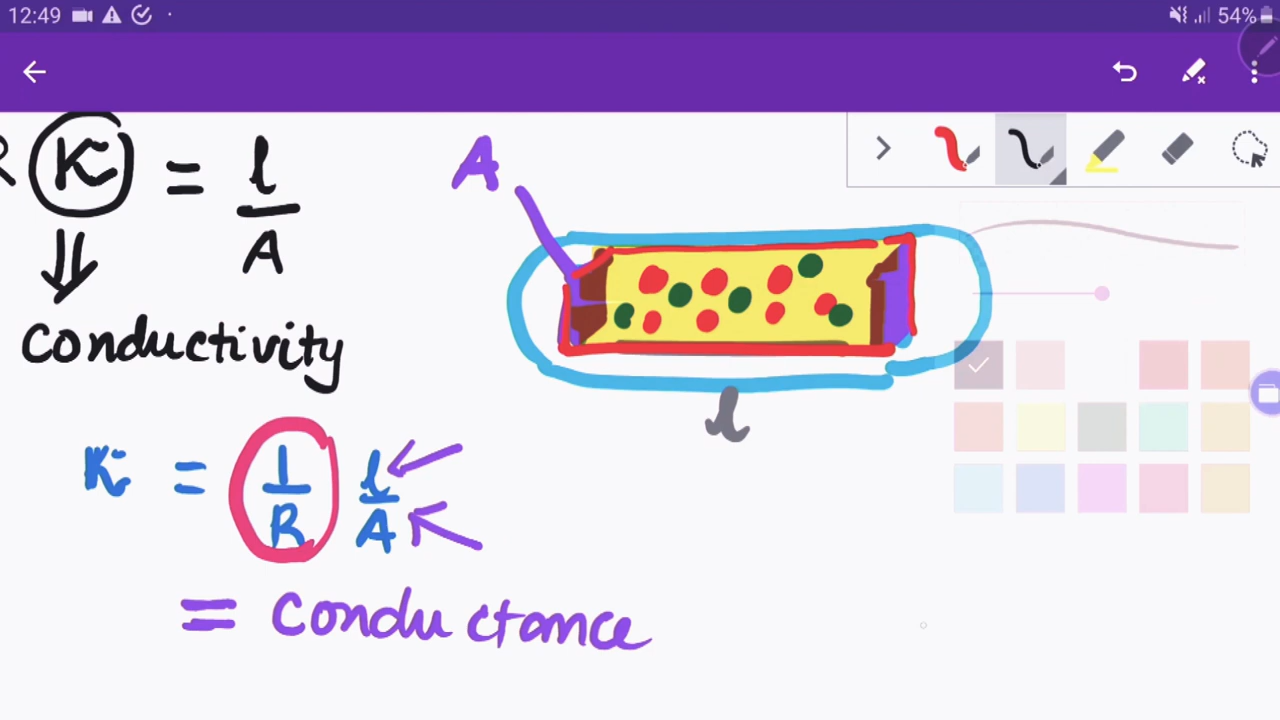 12:49 54%
R K = l/A
A
Conductivity
l
K = 1/R l/A
= Conductance